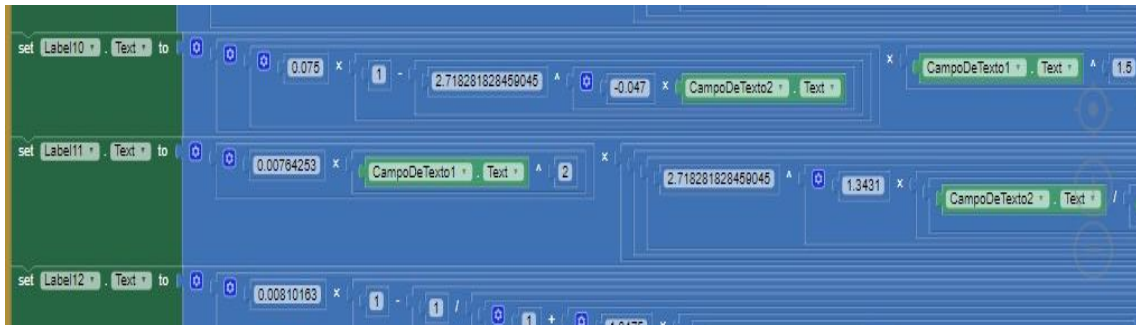 set Label10 . Text to 0.075 × 1 - 2.718281828459045 ^ -0.047 × CampoDeTexto2 . Text × CampoDeTexto1 . Text ^ 1.5
set Label11 . Text to 0.00764253 × CampoDeTexto1 . Text ^ 2 × 2.718281828459045 ^ 1.3431 × CampoDeTexto2 . Text /
set Label12 . Text to 0.00810163 × 1 - 1 / 1 +